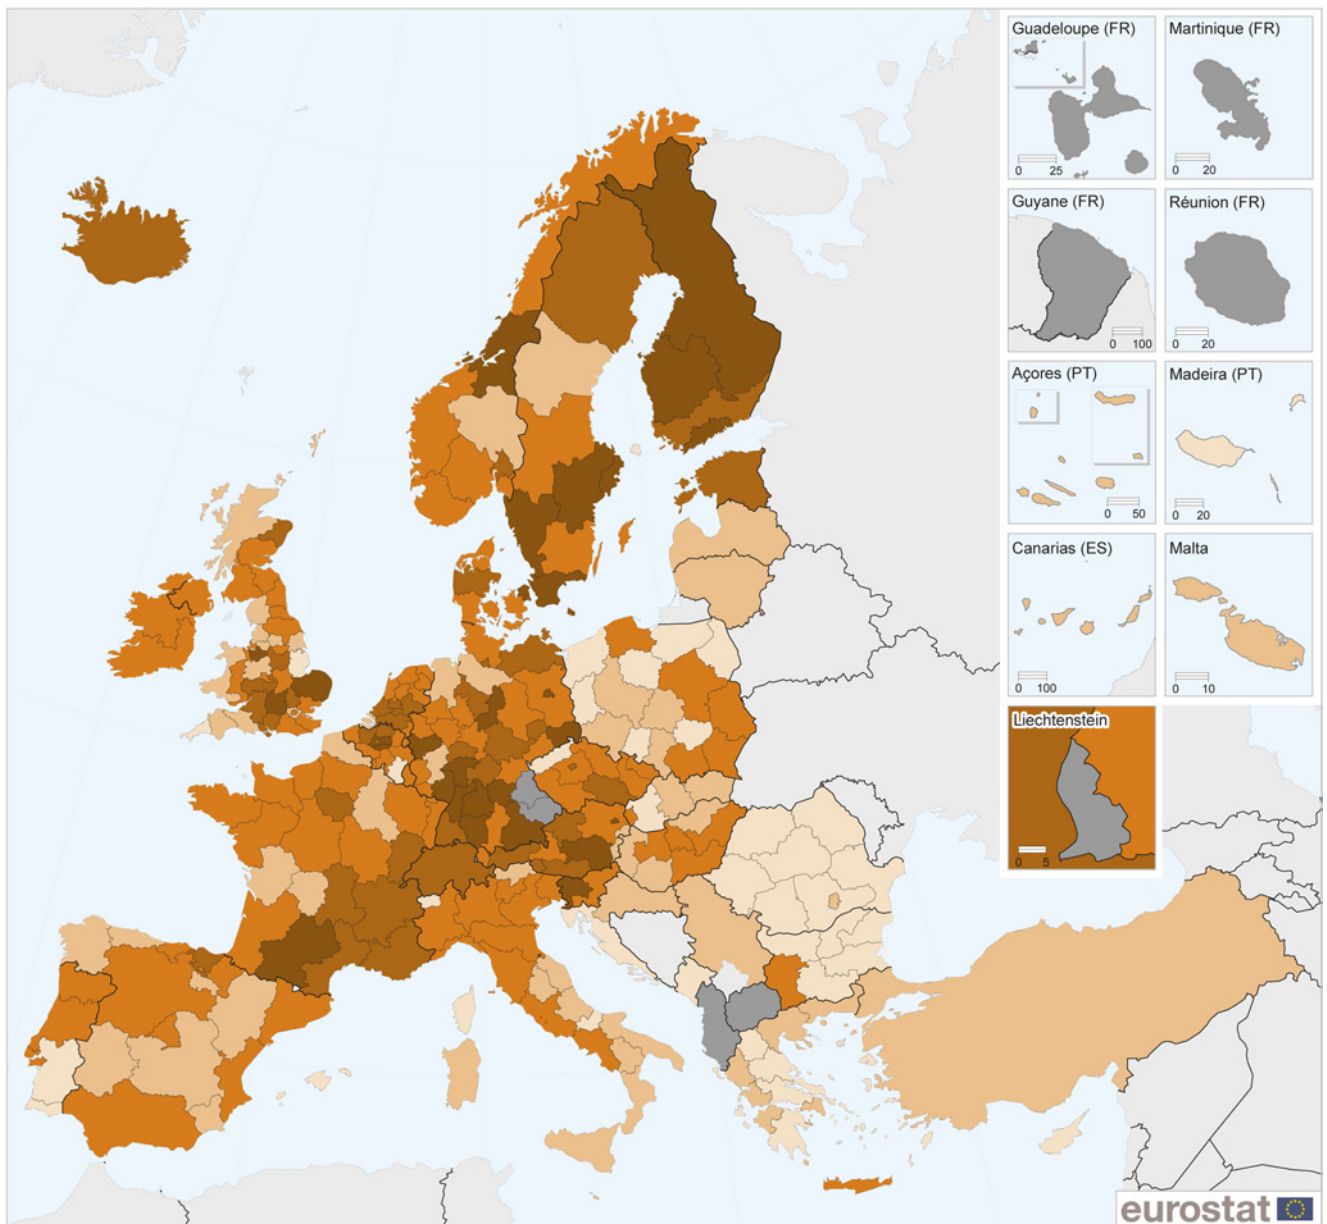 Guadeloupe (FR)
0 25
Martinique (FR)
0 20
Guyane (FR)
0 100
Réunion (FR)
0 20
Açores (PT)
0 50
Madeira (PT)
0 20
Canarias (ES)
0 100
Malta
0 10
Liechtenstein
0 5
eurostat